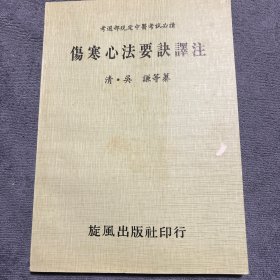 考選部規定中醫考試必讀
傷寒心法要訣譯注
清·吳 謙等纂
旋風出版社印行